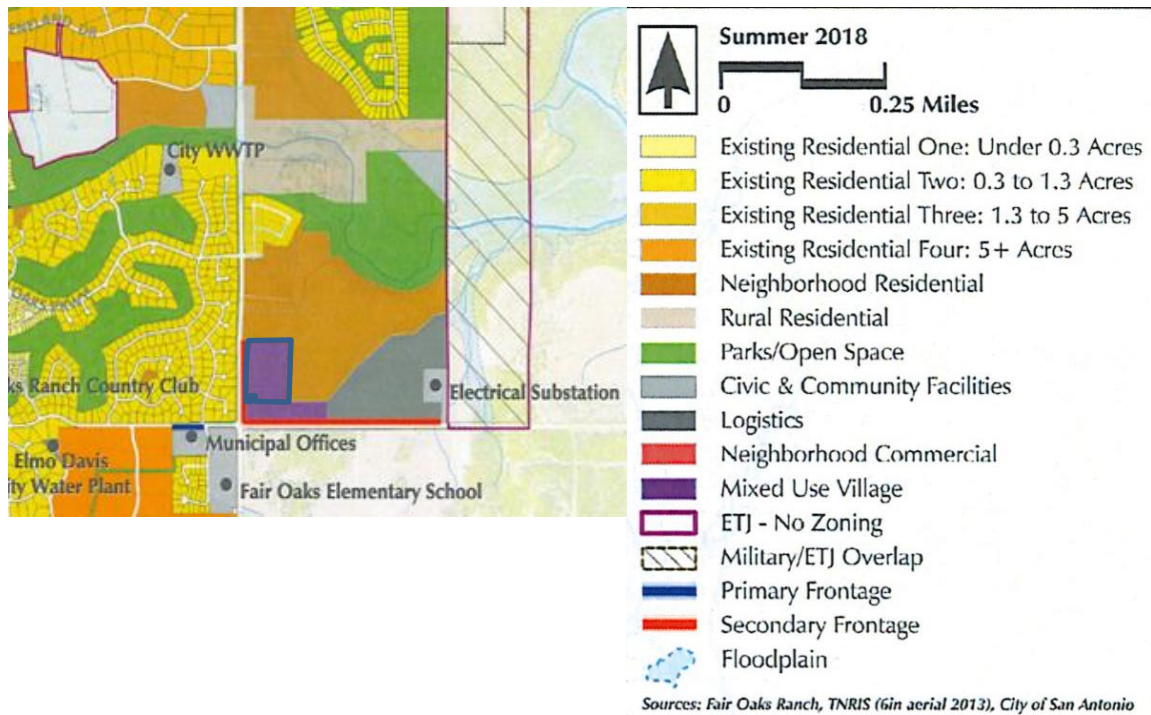 City WWTP
OAKS PKWY
ks Ranch Country Club
Electrical Substation
Municipal Offices
Elmo Davis
ity Water Plant
Fair Oaks Elementary School
Summer 2018
0 0.25 Miles
Existing Residential One: Under 0.3 Acres
Existing Residential Two: 0.3 to 1.3 Acres
Existing Residential Three: 1.3 to 5 Acres
Existing Residential Four: 5+ Acres
Neighborhood Residential
Rural Residential
Parks/Open Space
Civic & Community Facilities
Logistics
Neighborhood Commercial
Mixed Use Village
ETJ - No Zoning
Military/ETJ Overlap
Primary Frontage
Secondary Frontage
Floodplain
Sources: Fair Oaks Ranch, TNRIS (6in aerial 2013), City of San Antonio